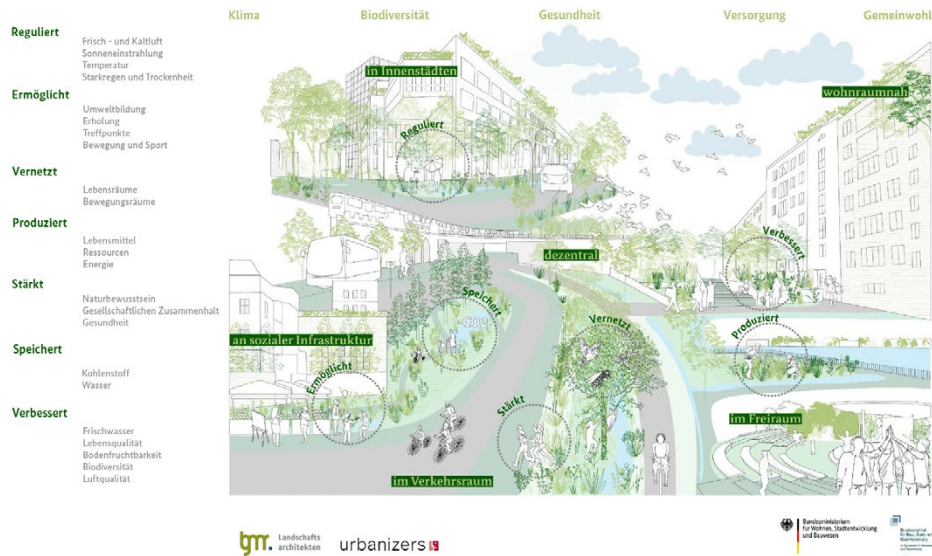 Klima
Biodiversität
Gesundheit
Versorgung
Gemeinwohl
Reguliert
Frisch - und Kaltluft
Sonneneinstrahlung
Temperatur
Starkregen und Trockenheit
Ermöglicht
Umweltbildung
Erholung
Treffpunkte
Bewegung und Sport
Vernetzt
Lebensräume
Bewegungsräume
Produziert
Lebensmittel
Ressourcen
Energie
Stärkt
Naturbewusstsein
Gesellschaftlichen Zusammenhalt
Gesundheit
Speichert
Kohlenstoff
Wasser
Verbessert
Frischwasser
Lebensqualität
Bodenfruchtbarkeit
Biodiversität
Luftqualität
in Innenstädten
wohnraumnah
Reguliert
dezentral
Verbessert
Speichert
CO2
Vernetzt
Produziert
an sozialer Infrastruktur
Ermöglicht
Stärkt
im Freiraum
im Verkehrsraum
Landschafts
architekten
urbanizers
Bundesministerium
für Wohnen, Stadtentwicklung
und Bauwesen